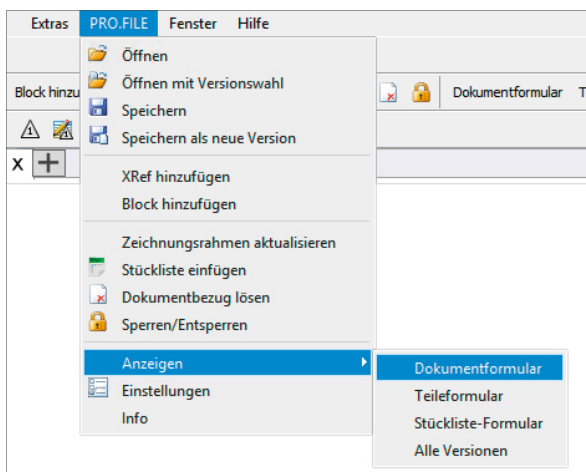 Extras PRO.FILE Fenster Hilfe
Öffnen
Öffnen mit Versionswahl
Block hinzu Dokumentformular T
Speichern
Speichern als neue Version
X
XRef hinzufügen
Block hinzufügen
Zeichnungsrahmen aktualisieren
Stückliste einfügen
Dokumentbezug lösen
Sperren/Entsperren
Anzeigen Dokumentformular
Einstellungen Teileformular
Info Stückliste-Formular
Alle Versionen